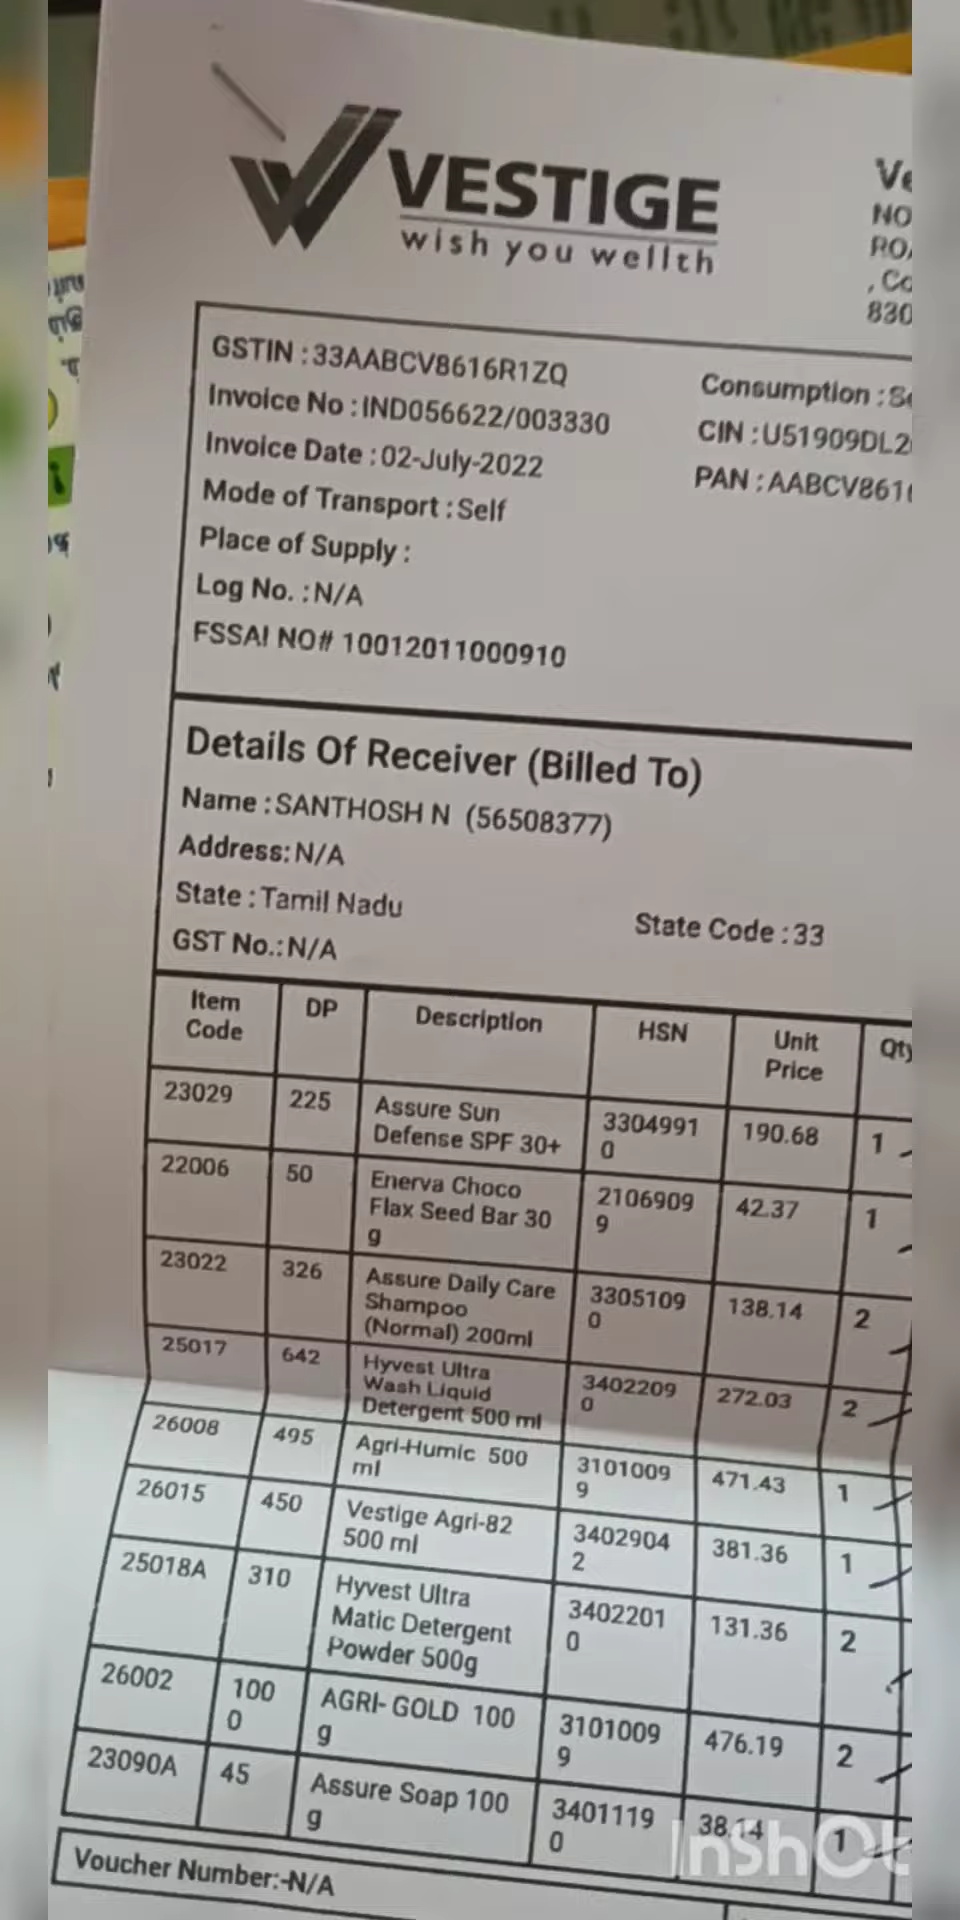 VESTIGE
wish you wellth
NO
830
GSTIN : 33AABCV8616R1ZQ
Invoice No : IND056622/003330
Invoice Date : 02-July-2022
Mode of Transport : Self
Place of Supply :
Log No. : N/A
FSSAI NO# 10012011000910
Consumption :
CIN : U51909DL2
PAN : AABCV861
Details Of Receiver (Billed To)
Name : SANTHOSH N (56508377)
Address: N/A
State : Tamil Nadu State Code : 33
GST No.: N/A
Item Code DP Description HSN Unit Price Qty
23029 225 Assure Sun Defense SPF 30+ 33049910 190.68 1
22006 50 Enerva Choco Flax Seed Bar 30 g 21069099 42.37 1
23022 326 Assure Daily Care Shampoo (Normal) 200ml 33051090 138.14 2
25017 642 Hyvest Ultra Wash Liquid Detergent 500 ml 34022090 272.03 2
26008 495 Agri-Humic 500 ml 31010099 471.43 1
26015 450 Vestige Agri-82 500 ml 34029042 381.36 1
25018A 310 Hyvest Ultra Matic Detergent Powder 500g 34022010 131.36 2
26002 1000 AGRI- GOLD 100 g 31010099 476.19 2
23090A 45 Assure Soap 100 g 34011190 38.14 1
Voucher Number:-N/A
InShOt